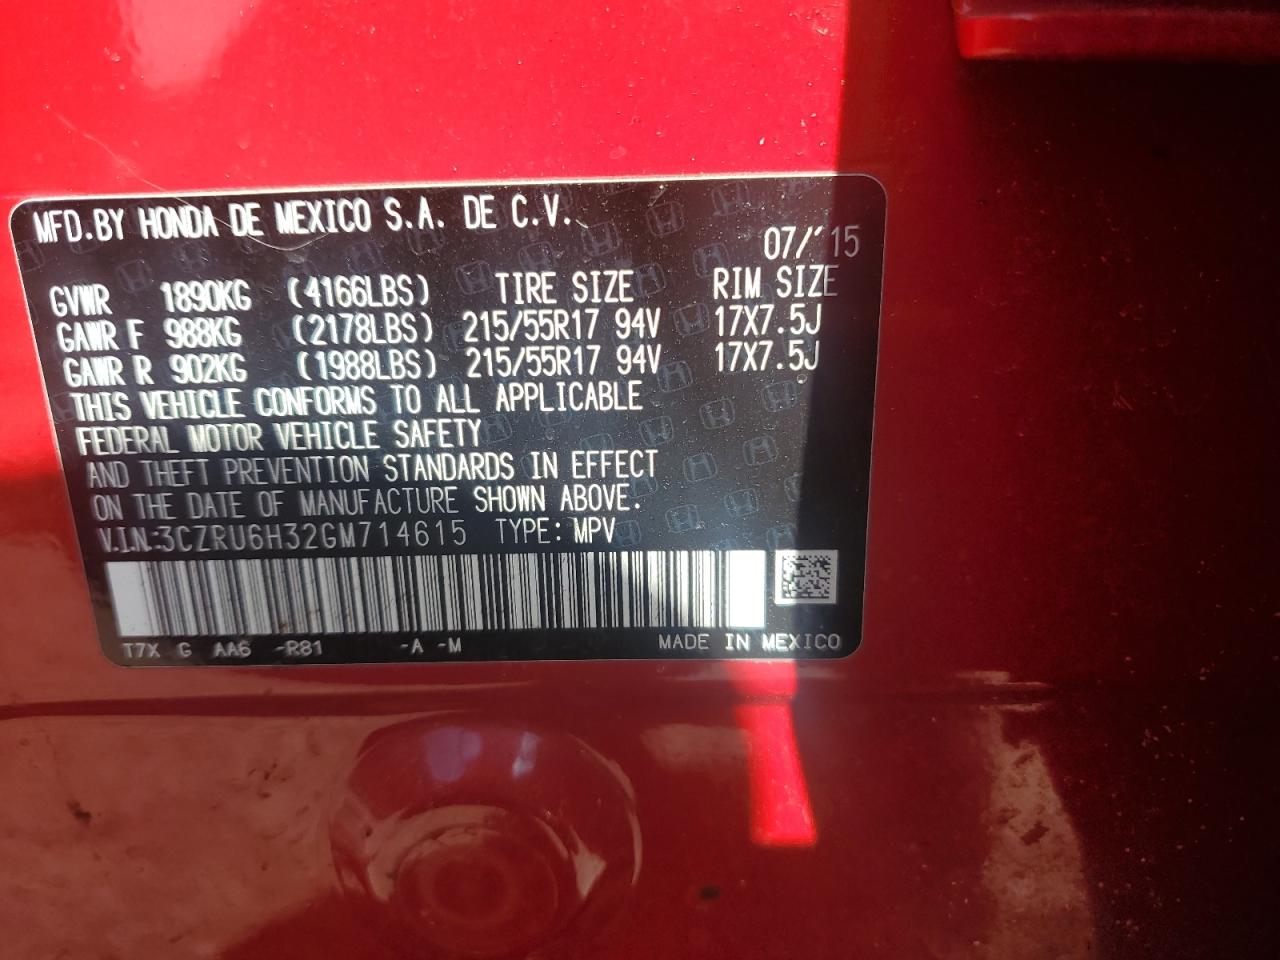 MFD.BY HONDA DE MEXICO S.A. DE C.V.
07/'15
GVWR 1890KG (4166LBS) TIRE SIZE RIM SIZE
GAWR F 988KG (2178LBS) 215/55R17 94V 17X7.5J
GAWR R 902KG (1988LBS) 215/55R17 94V 17X7.5J
THIS VEHICLE CONFORMS TO ALL APPLICABLE
FEDERAL MOTOR VEHICLE SAFETY
AND THEFT PREVENTION STANDARDS IN EFFECT
ON THE DATE OF MANUFACTURE SHOWN ABOVE.
V.I.N:3CZRU6H32GM714615 TYPE: MPV
T7X G AA6 -R81 -A -M MADE IN MEXICO